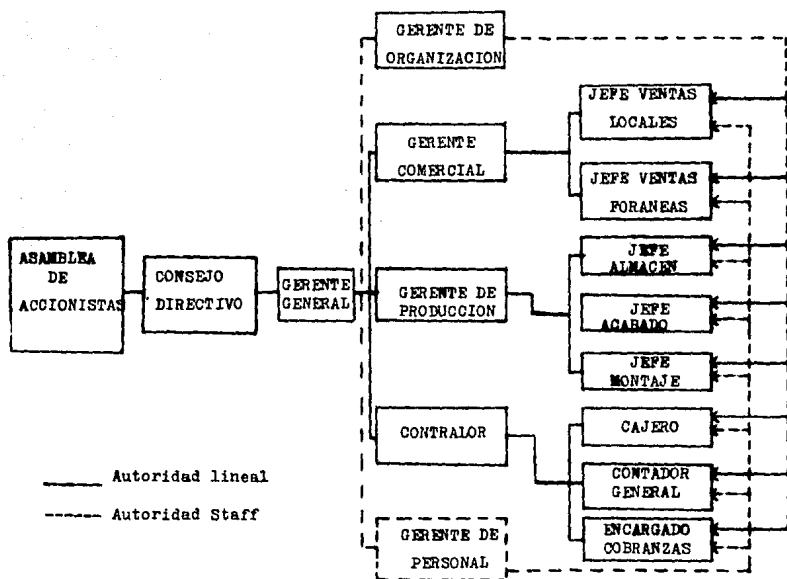 GERENTE DE
ORGANIZACION
JEFE VENTAS
LOCALES
GERENTE
COMERCIAL
JEFE VENTAS
FORANEAS
ASAMBLEA
DE
ACCIONISTAS
CONSEJO
DIRECTIVO
GERENTE
GENERAL
GERENTE DE
PRODUCCION
JEFE
ALMACEN
JEFE
ACABADO
JEFE
MONTAJE
CONTRALOR
CAJERO
CONTADOR
GENERAL
ENCARGADO
COBRANZAS
GERENTE DE
PERSONAL
Autoridad lineal
Autoridad Staff